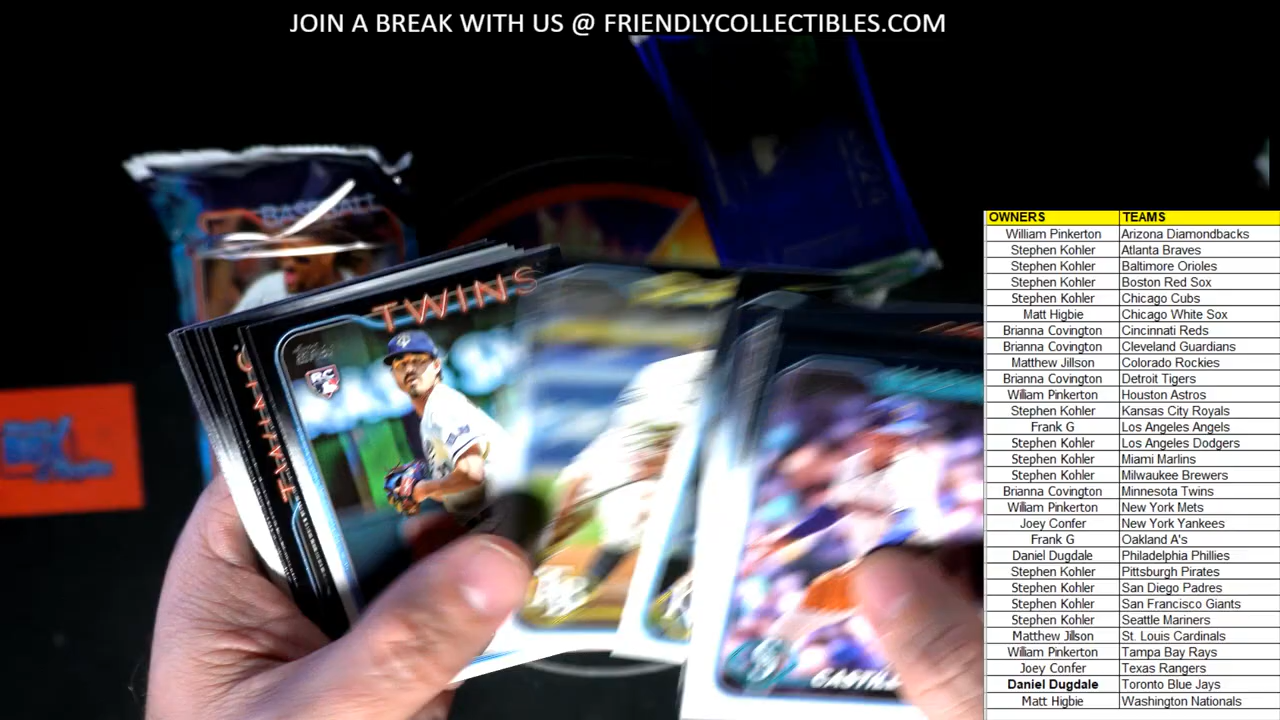 JOIN A BREAK WITH US @ FRIENDLYCOLLECTIBLES.COM
BASEBALL
TWINS
RC
OWNERS TEAMS
William Pinkerton Arizona Diamondbacks
Stephen Kohler Atlanta Braves
Stephen Kohler Baltimore Orioles
Stephen Kohler Boston Red Sox
Stephen Kohler Chicago Cubs
Matt Higbie Chicago White Sox
Brianna Covington Cincinnati Reds
Brianna Covington Cleveland Guardians
Matthew Jillson Colorado Rockies
Brianna Covington Detroit Tigers
William Pinkerton Houston Astros
Stephen Kohler Kansas City Royals
Frank G Los Angeles Angels
Stephen Kohler Los Angeles Dodgers
Stephen Kohler Miami Marlins
Stephen Kohler Milwaukee Brewers
Brianna Covington Minnesota Twins
William Pinkerton New York Mets
Joey Confer New York Yankees
Frank G Oakland A's
Daniel Dugdale Philadelphia Phillies
Stephen Kohler Pittsburgh Pirates
Stephen Kohler San Diego Padres
Stephen Kohler San Francisco Giants
Stephen Kohler Seattle Mariners
Matthew Jillson St. Louis Cardinals
William Pinkerton Tampa Bay Rays
Joey Confer Texas Rangers
Daniel Dugdale Toronto Blue Jays
Matt Higbie Washington Nationals